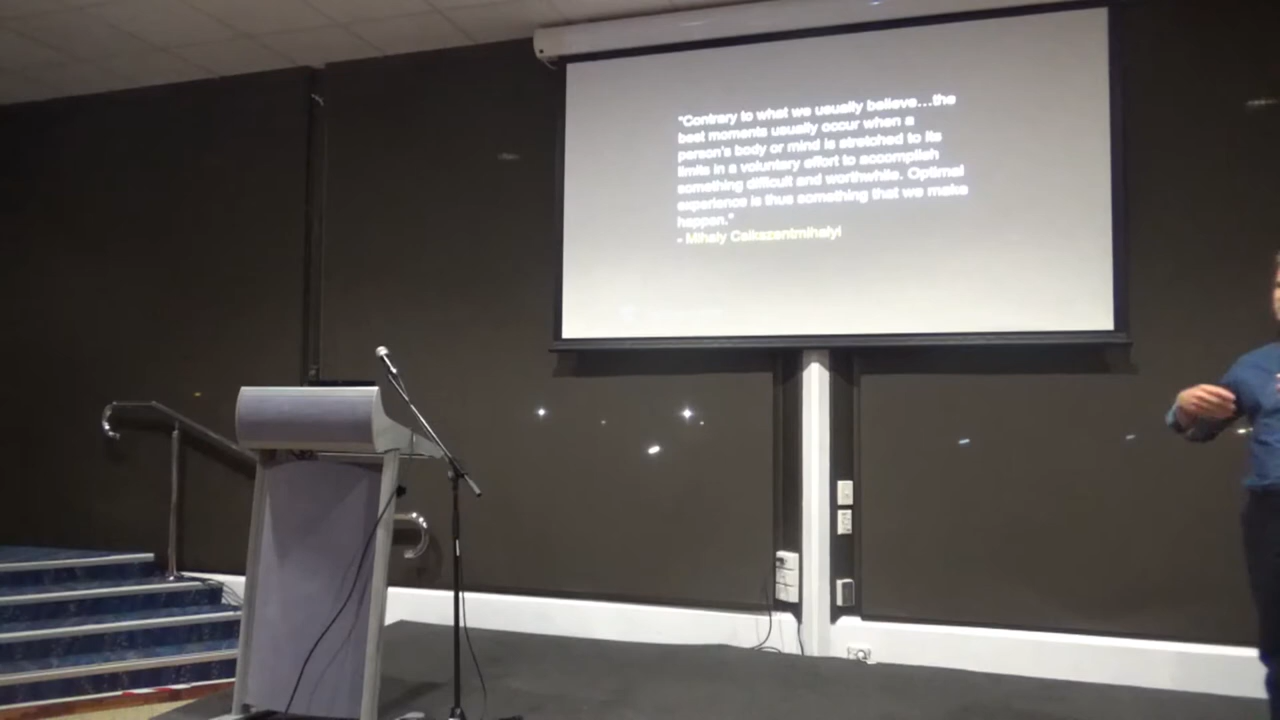 "Contrary to what we usually believe...the
best moments usually occur when a
person's body or mind is stretched to its
limits in a voluntary effort to accomplish
something difficult and worthwhile. Optimal
experience is thus something that we make
happen."
- Mihaly Csikszentmihalyi